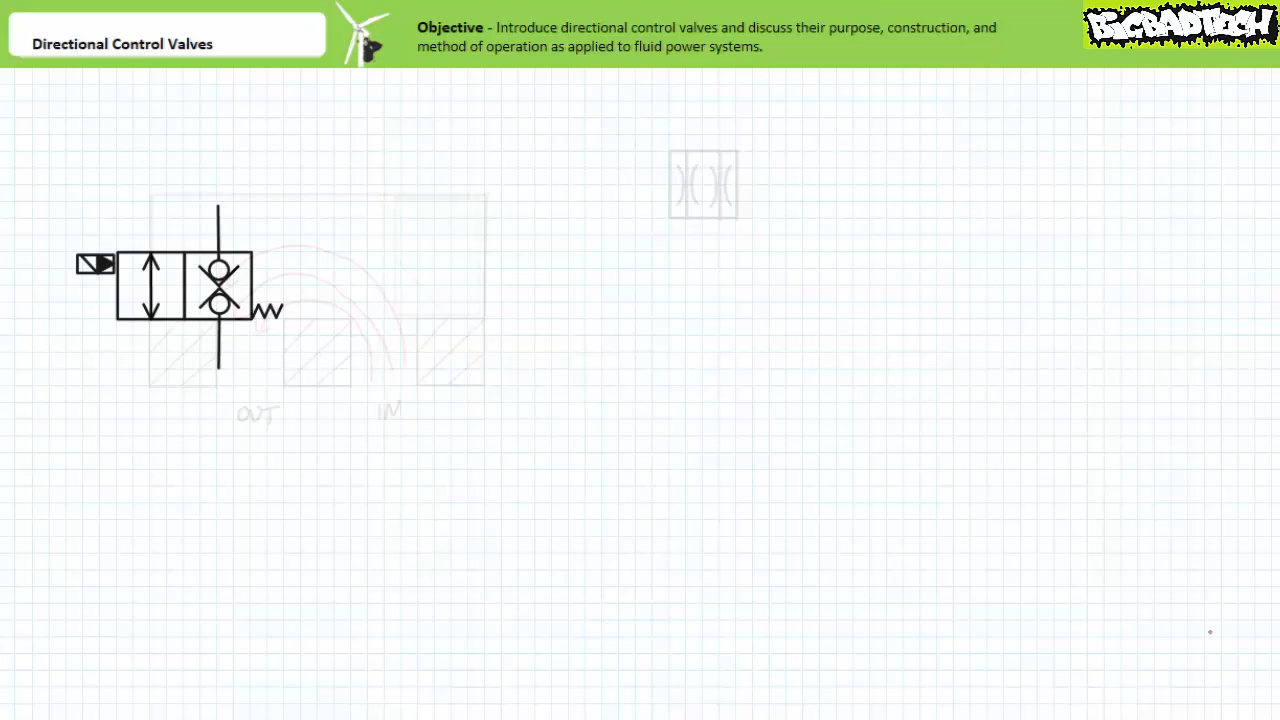 Directional Control Valves
Objective - Introduce directional control valves and discuss their purpose, construction, and
method of operation as applied to fluid power systems.
BIGBADTECH
OUT IN